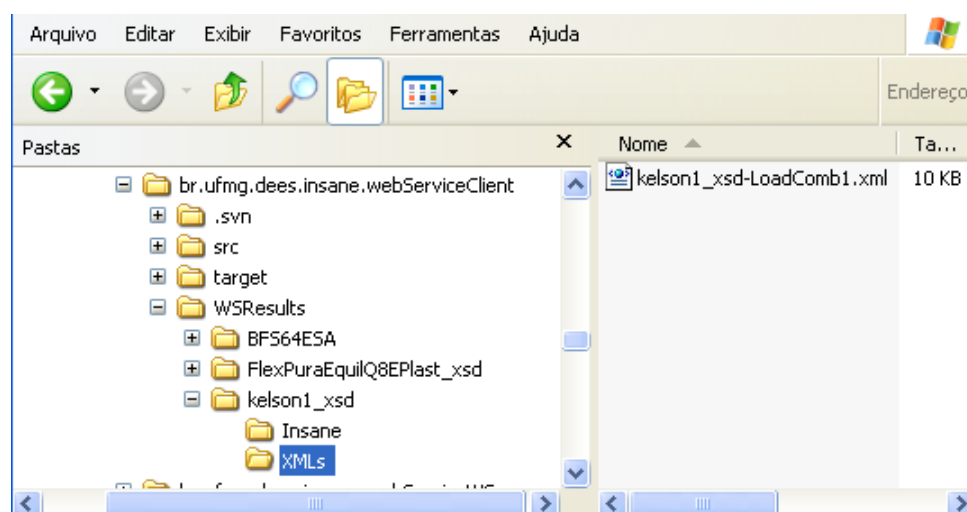 Arquivo Editar Exibir Favoritos Ferramentas Ajuda
Endereço
Pastas
Nome Ta...
br.ufmg.dees.insane.webServiceClient
kelson1_xsd-LoadComb1.xml 10 KB
.svn
src
target
WSResults
BFS64ESA
FlexPuraEquilQ8EPlast_xsd
kelson1_xsd
Insane
XMLs